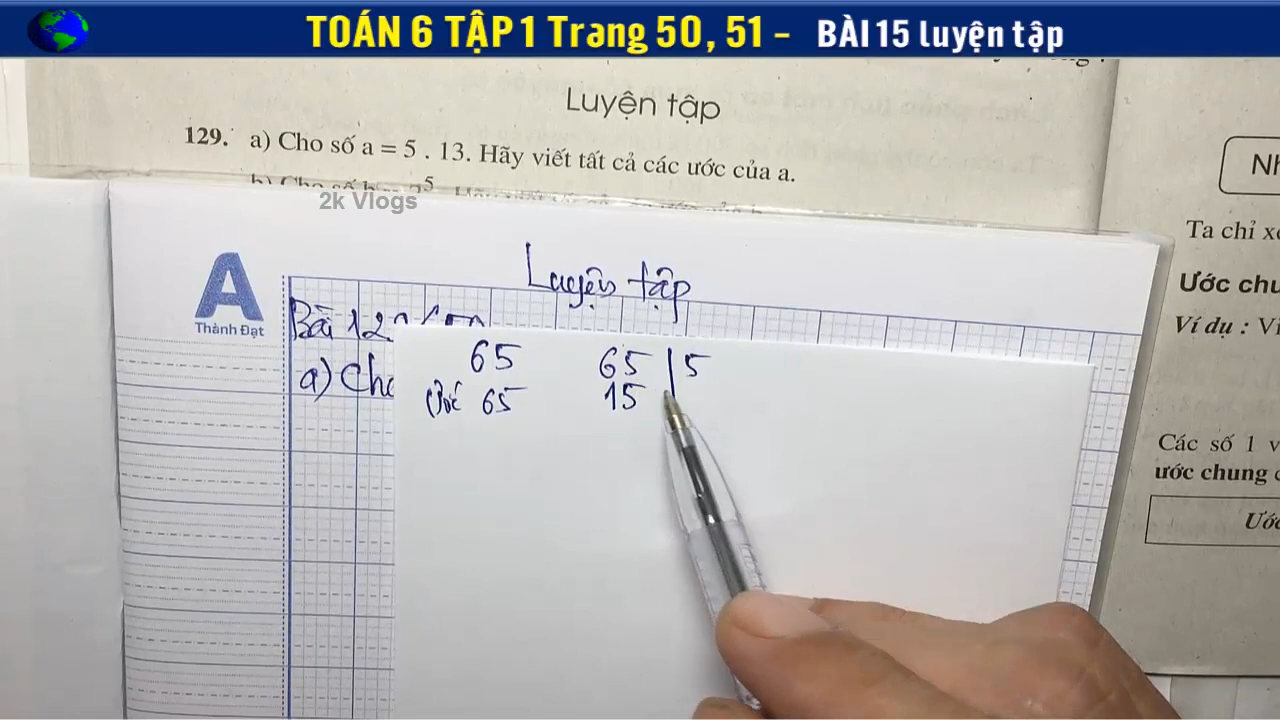 TOÁN 6 TẬP 1 Trang 50, 51 - BÀI 15 luyện tập
Luyện tập
129. a) Cho số a = 5 . 13. Hãy viết tất cả các ước của a.
2k Vlogs
Ta chỉ
Ước
Ví dụ :
Các số 1
ước chung
A
Thành Đạt
Luyện tập
Bài
a) Cho
65 65 5
Ước 65 15